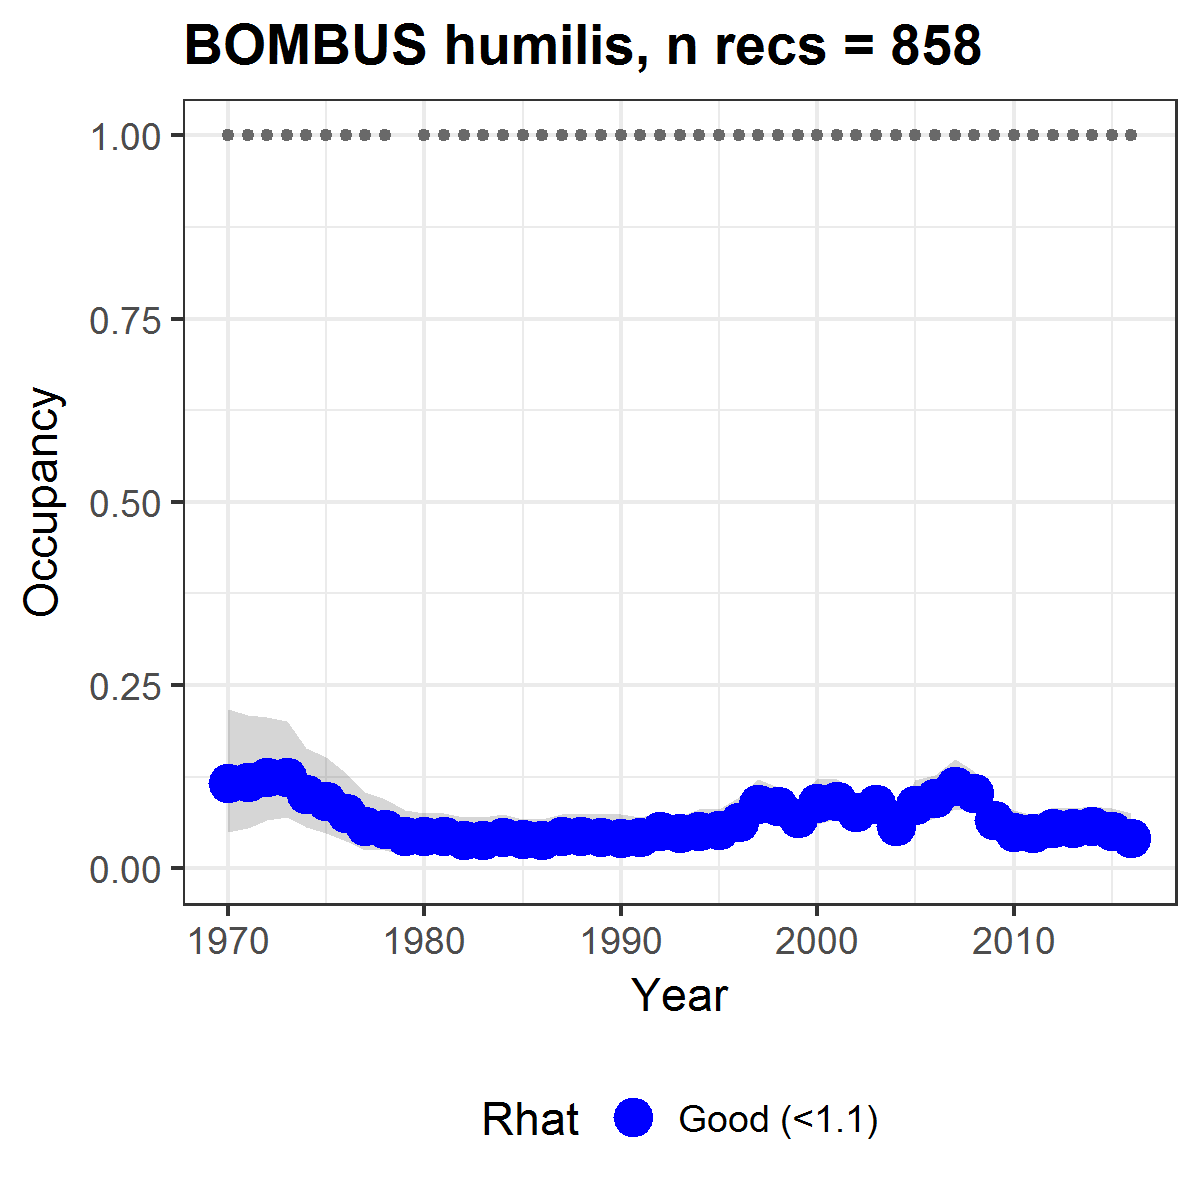 BOMBUS humilis, n recs = 858
1.00
0.75
0.50
0.25
0.00
Occupancy
1970 1980 1990 2000 2010
Year
Rhat Good (<1.1)